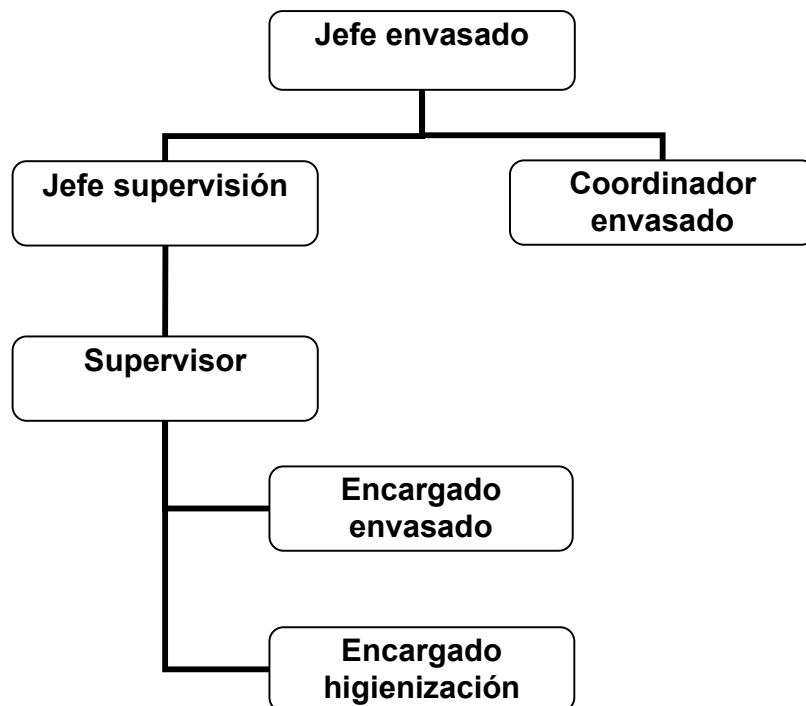 Jefe envasado
Jefe supervisión
Coordinador
envasado
Supervisor
Encargado
envasado
Encargado
higienización